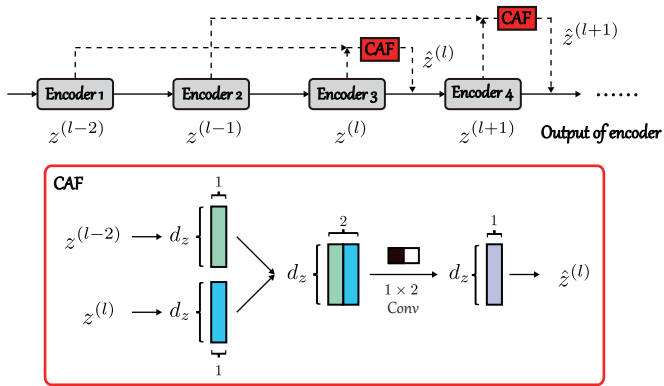 CAF
CAF
ẑ^(l)
ẑ^(l+1)
Encoder 1
Encoder 2
Encoder 3
Encoder 4
......
z^(l−2)
z^(l−1)
z^(l)
z^(l+1)
Output of encoder
CAF
1
z^(l−2)
d_z
2
1
d_z
1 × 2
Conv
d_z
ẑ^(l)
z^(l)
d_z
1